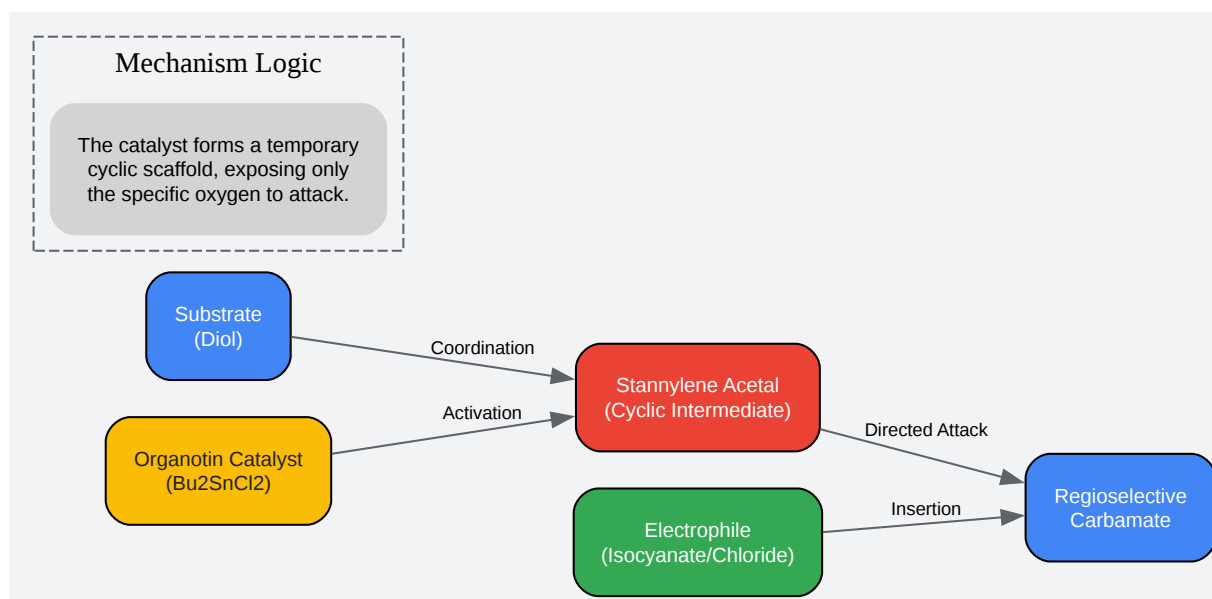 Mechanism Logic
The catalyst forms a temporary
cyclic scaffold, exposing only
the specific oxygen to attack.
Substrate
(Diol)
Coordination
Organotin Catalyst
(Bu2SnCl2)
Activation
Stannylene Acetal
(Cyclic Intermediate)
Directed Attack
Electrophile
(Isocyanate/Chloride)
Insertion
Regioselective
Carbamate